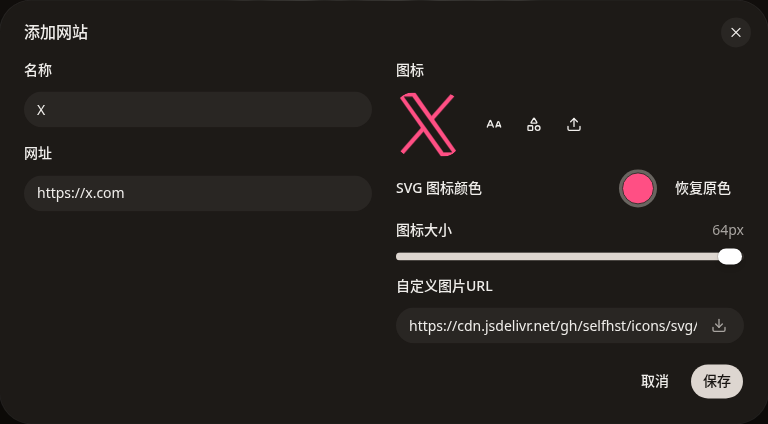 添加网站
名称
X
网址
https://x.com
图标
AA
SVG 图标颜色
恢复原色
图标大小
64px
自定义图片URL
https://cdn.jsdelivr.net/gh/selfhst/icons/svg/
取消
保存